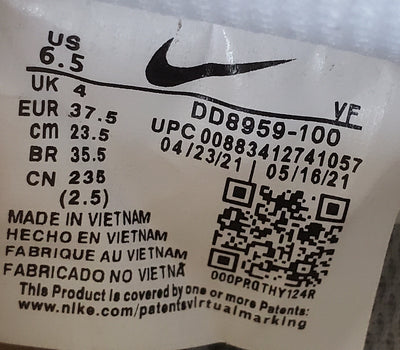 US
6.5
UK 4
EUR 37.5
cm 23.5
BR 35.5
CN 235
(2.5)
VF
DD8959-100
UPC 00883412741057
04/23/21 | 05/16/21
000PRQTHY124R
MADE IN VIETNAM
HECHO EN VIETNAM
FABRIQUE AU VIETNAM
FABRICADO NO VIETNÃ
This Product is covered by one or more Patents:
www.nike.com/patentsvirtualmarking